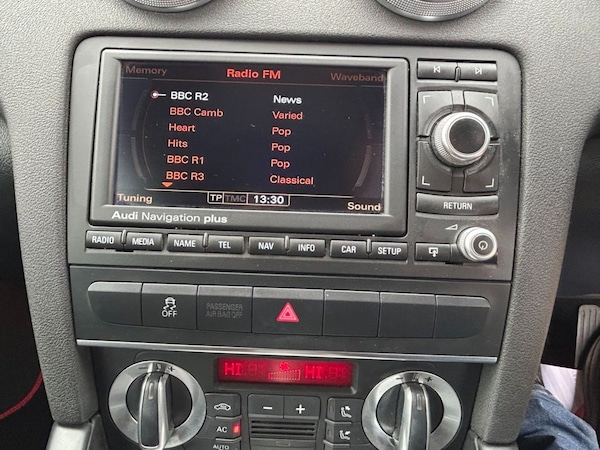 Memory Radio FM Waveband
BBC R2 News
BBC Camb Varied
Heart Pop
Hits Pop
BBC R1 Pop
BBC R3 Classical
Tuning TP TMC 13:30 Sound
Audi Navigation plus
RETURN
RADIO MEDIA NAME TEL NAV INFO CAR SETUP
OFF
PASSENGER
AIR BAG OFF
HI HI
AC
AUTO